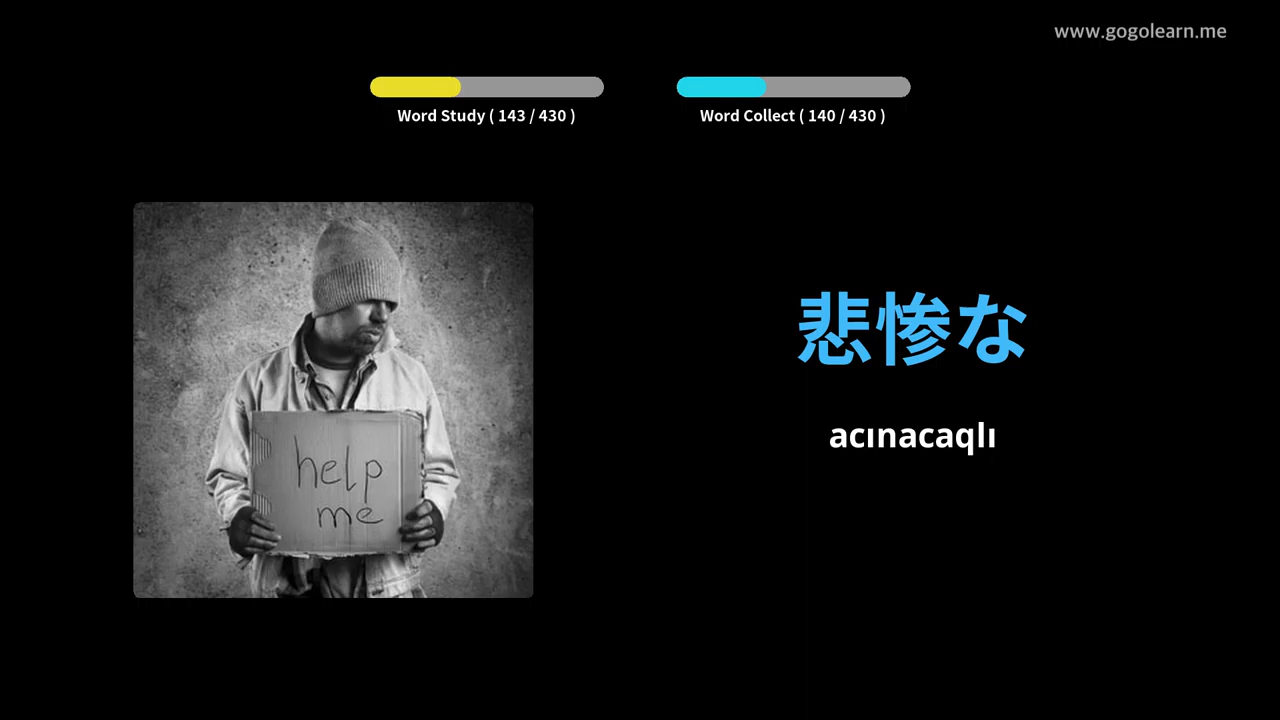 www.gogolearn.me
Word Study ( 143 / 430 )
Word Collect ( 140 / 430 )
help
me
悲惨な
acınacaqlı